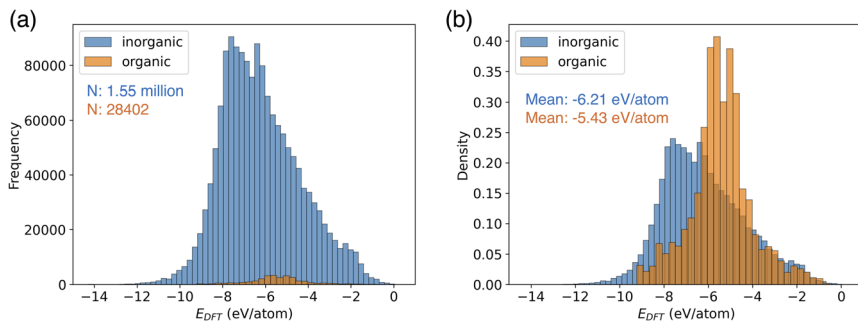 (a)
inorganic
organic
N: 1.55 million
N: 28402
Frequency
80000
60000
40000
20000
0
−14 −12 −10 −8 −6 −4 −2 0
E_DFT (eV/atom)
(b)
inorganic
organic
Mean: -6.21 eV/atom
Mean: -5.43 eV/atom
Density
0.40
0.35
0.30
0.25
0.20
0.15
0.10
0.05
0.00
−14 −12 −10 −8 −6 −4 −2 0
E_DFT (eV/atom)